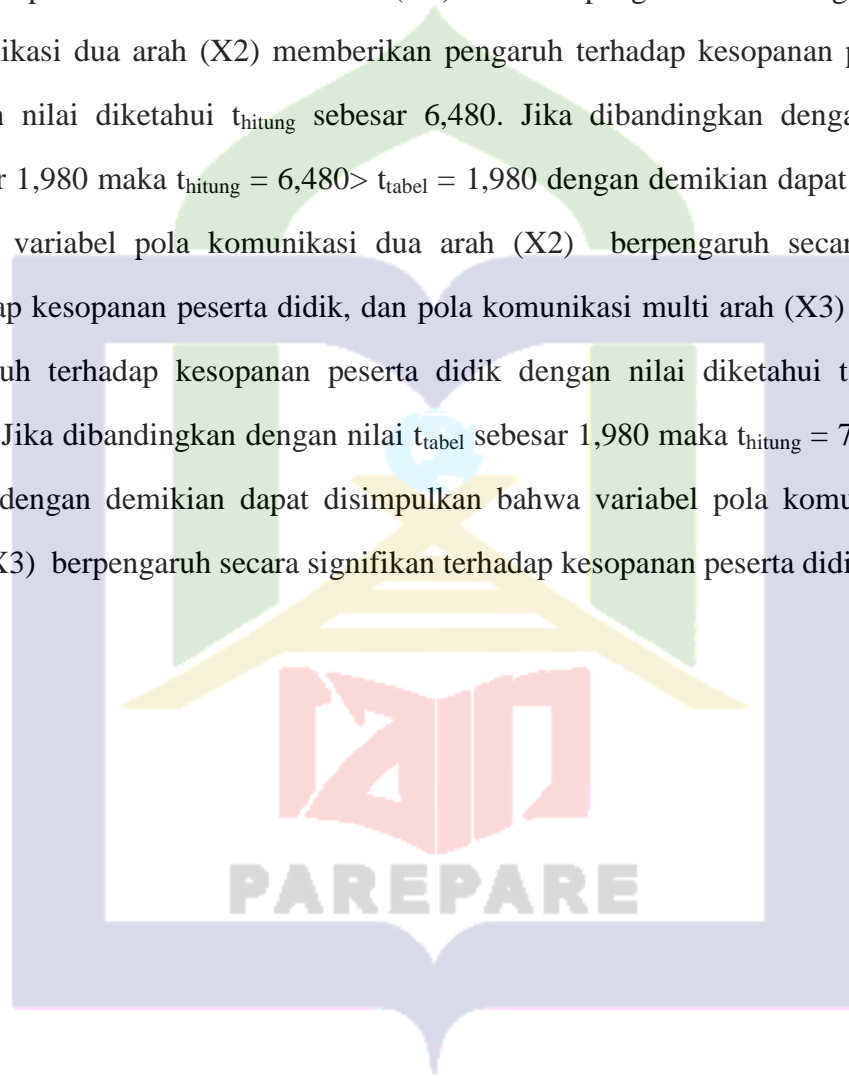 nikasi dua arah (X2) memberikan pengaruh terhadap kesopanan p
n nilai diketahui thitung sebesar 6,480. Jika dibandingkan denga
r 1,980 maka thitung = 6,480> ttabel = 1,980 dengan demikian dapat
variabel pola komunikasi dua arah (X2) berpengaruh secar
ap kesopanan peserta didik, dan pola komunikasi multi arah (X3)
uh terhadap kesopanan peserta didik dengan nilai diketahui t
Jika dibandingkan dengan nilai ttabel sebesar 1,980 maka thitung = 7
dengan demikian dapat disimpulkan bahwa variabel pola komu
X3) berpengaruh secara signifikan terhadap kesopanan peserta didi
iain
PAREPARE